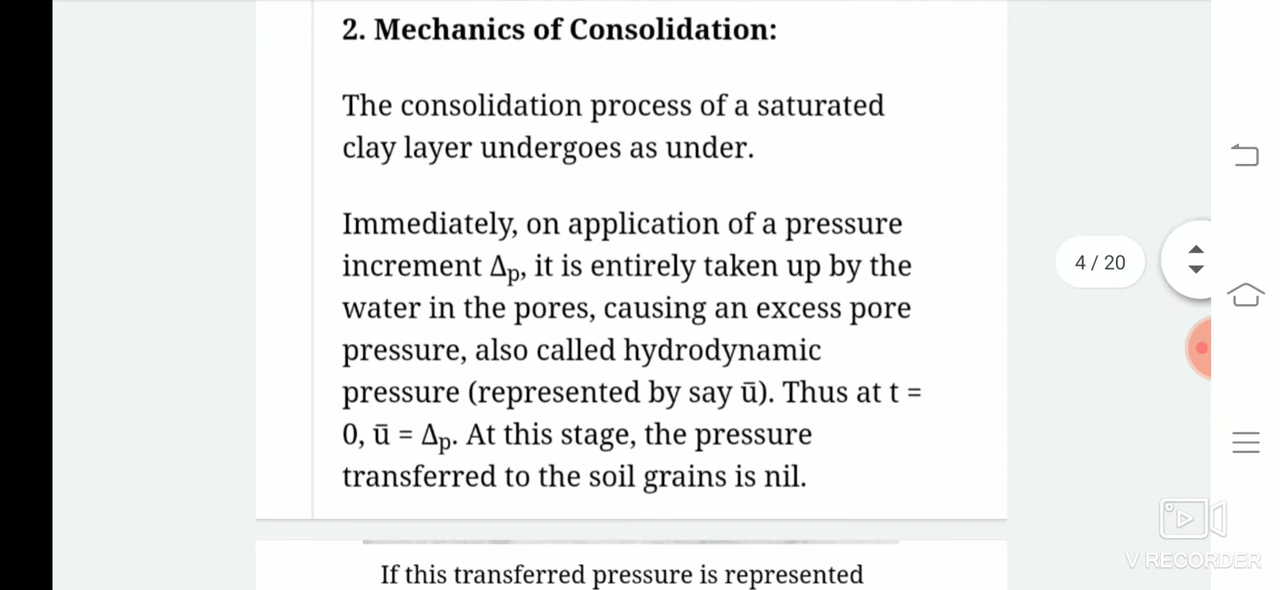 2. Mechanics of Consolidation:
The consolidation process of a saturated
clay layer undergoes as under.
Immediately, on application of a pressure
increment Δp, it is entirely taken up by the
water in the pores, causing an excess pore
pressure, also called hydrodynamic
pressure (represented by say ū). Thus at t =
0, ū = Δp. At this stage, the pressure
transferred to the soil grains is nil.
If this transferred pressure is represented
4 / 20
V RECORDER